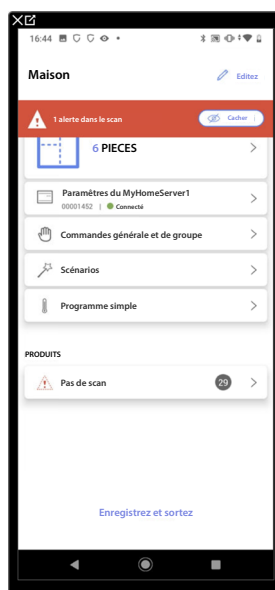 16:44
Maison
Editez
1 alerte dans le scan
Cacher
6 PIECES
Paramètres du MyHomeServer1
00001452 | Connecté
Commandes générale et de groupe
Scénarios
Programme simple
PRODUITS
Pas de scan
29
Enregistrez et sortez